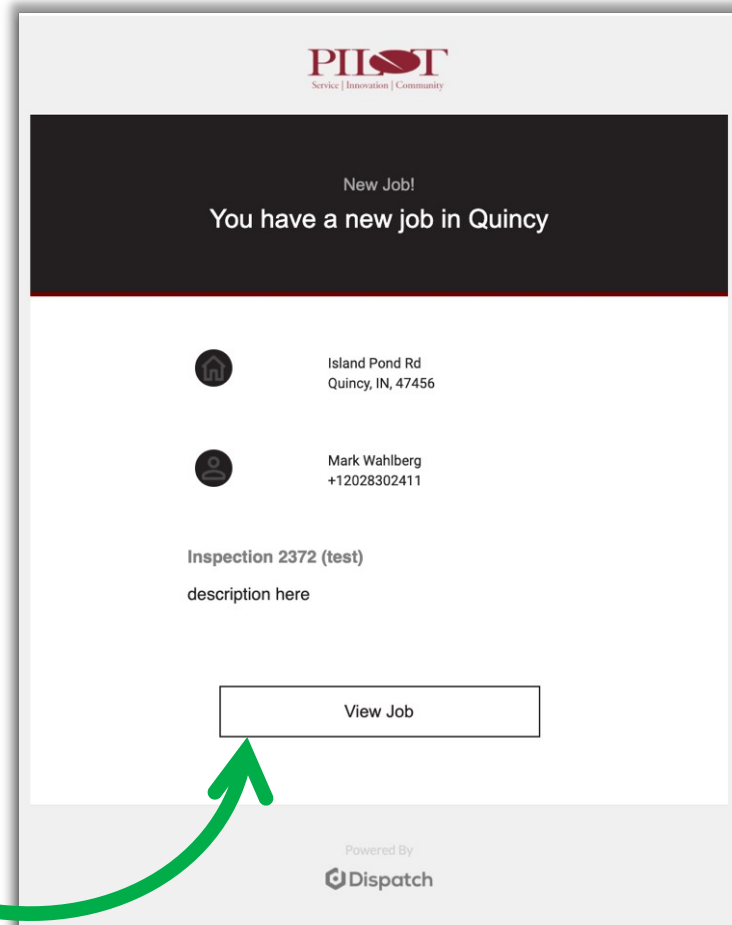 PILOT
Service | Innovation | Community
New Job!
You have a new job in Quincy
Island Pond Rd
Quincy, IN, 47456
Mark Wahlberg
+12028302411
Inspection 2372 (test)
description here
View Job
Powered By
Dispatch